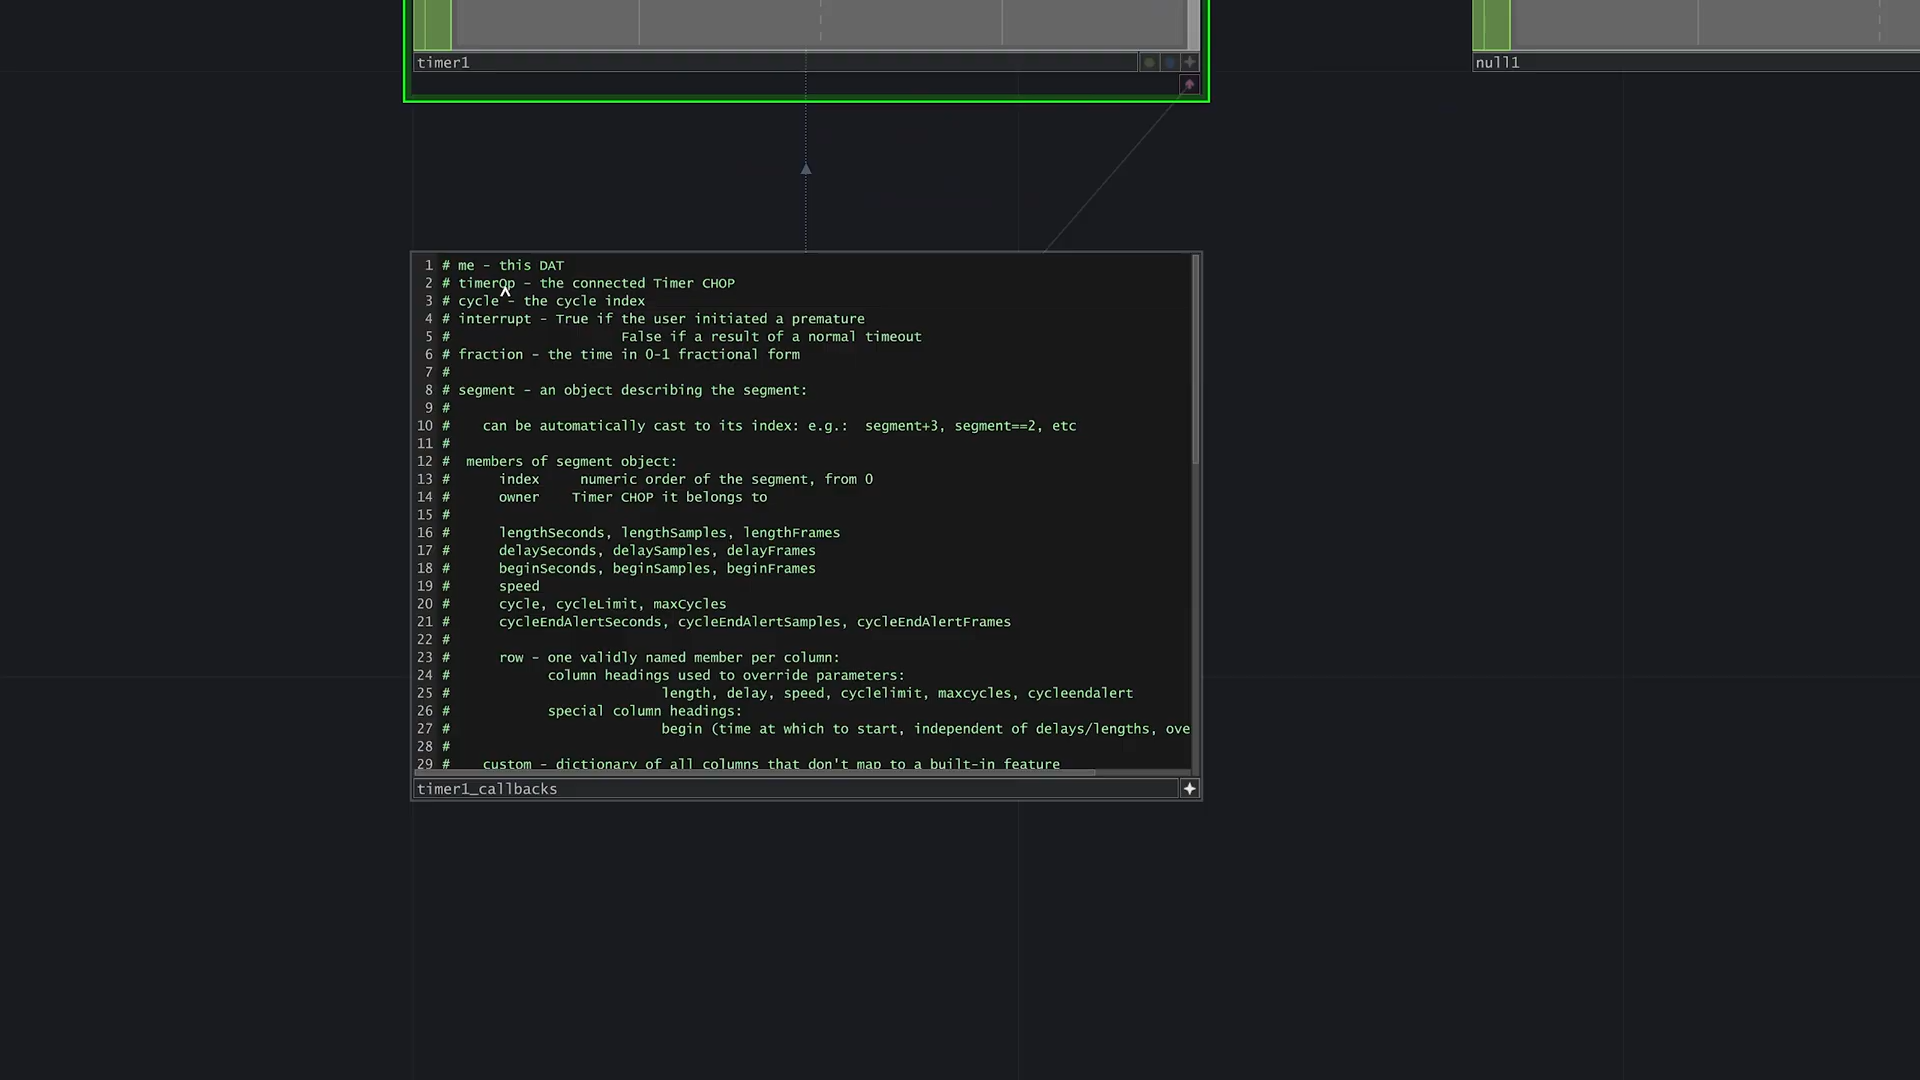 timer1
null1
1 # me - this DAT
2 # timerOp - the connected Timer CHOP
3 # cycle - the cycle index
4 # interrupt - True if the user initiated a premature
5 # False if a result of a normal timeout
6 # fraction - the time in 0-1 fractional form
7 #
8 # segment - an object describing the segment:
9 #
10 # can be automatically cast to its index: e.g.: segment+3, segment==2, etc
11 #
12 # members of segment object:
13 # index numeric order of the segment, from 0
14 # owner Timer CHOP it belongs to
15 #
16 # lengthSeconds, lengthSamples, lengthFrames
17 # delaySeconds, delaySamples, delayFrames
18 # beginSeconds, beginSamples, beginFrames
19 # speed
20 # cycle, cycleLimit, maxCycles
21 # cycleEndAlertSeconds, cycleEndAlertSamples, cycleEndAlertFrames
22 #
23 # row - one validly named member per column:
24 # column headings used to override parameters:
25 # length, delay, speed, cyclelimit, maxcycles, cycleendalert
26 # special column headings:
27 # begin (time at which to start, independent of delays/lengths, ove
28 #
29 # custom - dictionary of all columns that don't map to a built-in feature
timer1_callbacks